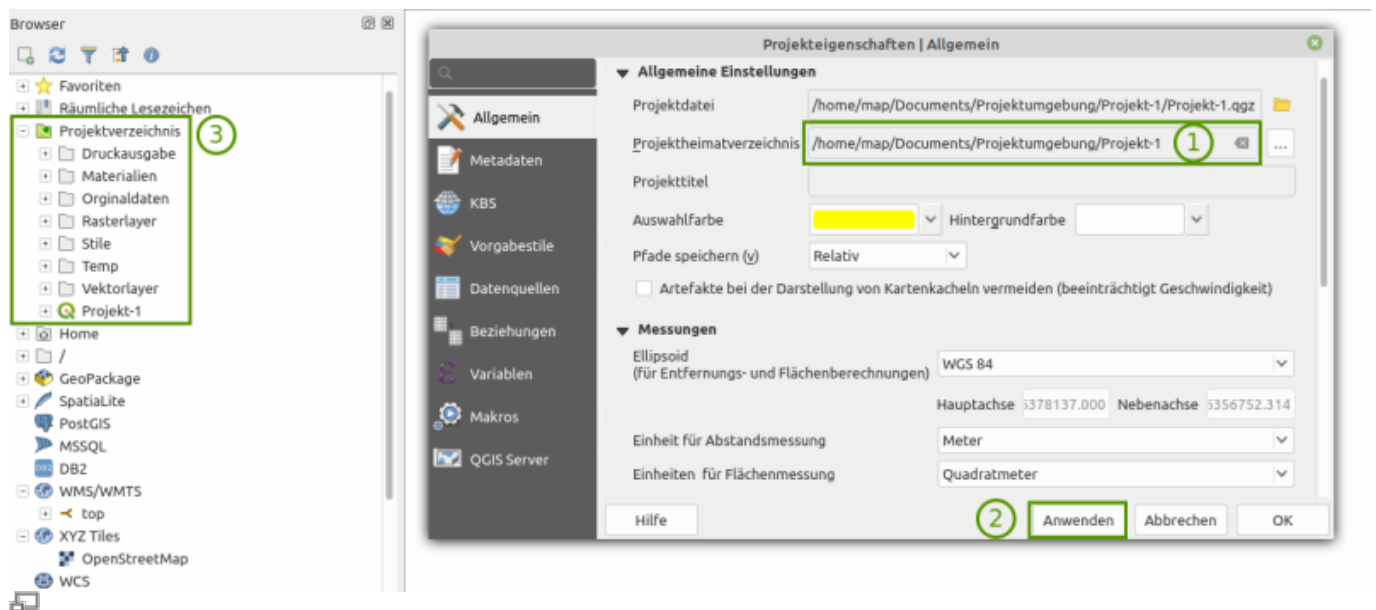 Browser
Favoriten
Räumliche Lesezeichen
Projektverzeichnis
3
Druckausgabe
Materialien
Orginaldaten
Rasterlayer
Stile
Temp
Vektorlayer
Projekt-1
Home
/
GeoPackage
SpatiaLite
PostGIS
MSSQL
DB2
WMS/WMTS
top
XYZ Tiles
OpenStreetMap
WCS
Projekteigenschaften | Allgemein
Allgemein
Metadaten
KBS
Vorgabestile
Datenquellen
Beziehungen
Variablen
Makros
QGIS Server
Allgemeine Einstellungen
Projektdatei /home/map/Documents/Projektumgebung/Projekt-1/Projekt-1.qgz
Projektheimatverzeichnis /home/map/Documents/Projektumgebung/Projekt-1 1 ...
Projekttitel
Auswahlfarbe Hintergrundfarbe
Pfade speichern (v) Relativ
Artefakte bei der Darstellung von Kartenkacheln vermeiden (beeinträchtigt Geschwindigkeit)
Messungen
Ellipsoid
(für Entfernungs- und Flächenberechnungen) WGS 84
Hauptachse 378137.000 Nebenachse 356752.314
Einheit für Abstandsmessung Meter
Einheiten für Flächenmessung Quadratmeter
Hilfe 2 Anwenden Abbrechen OK